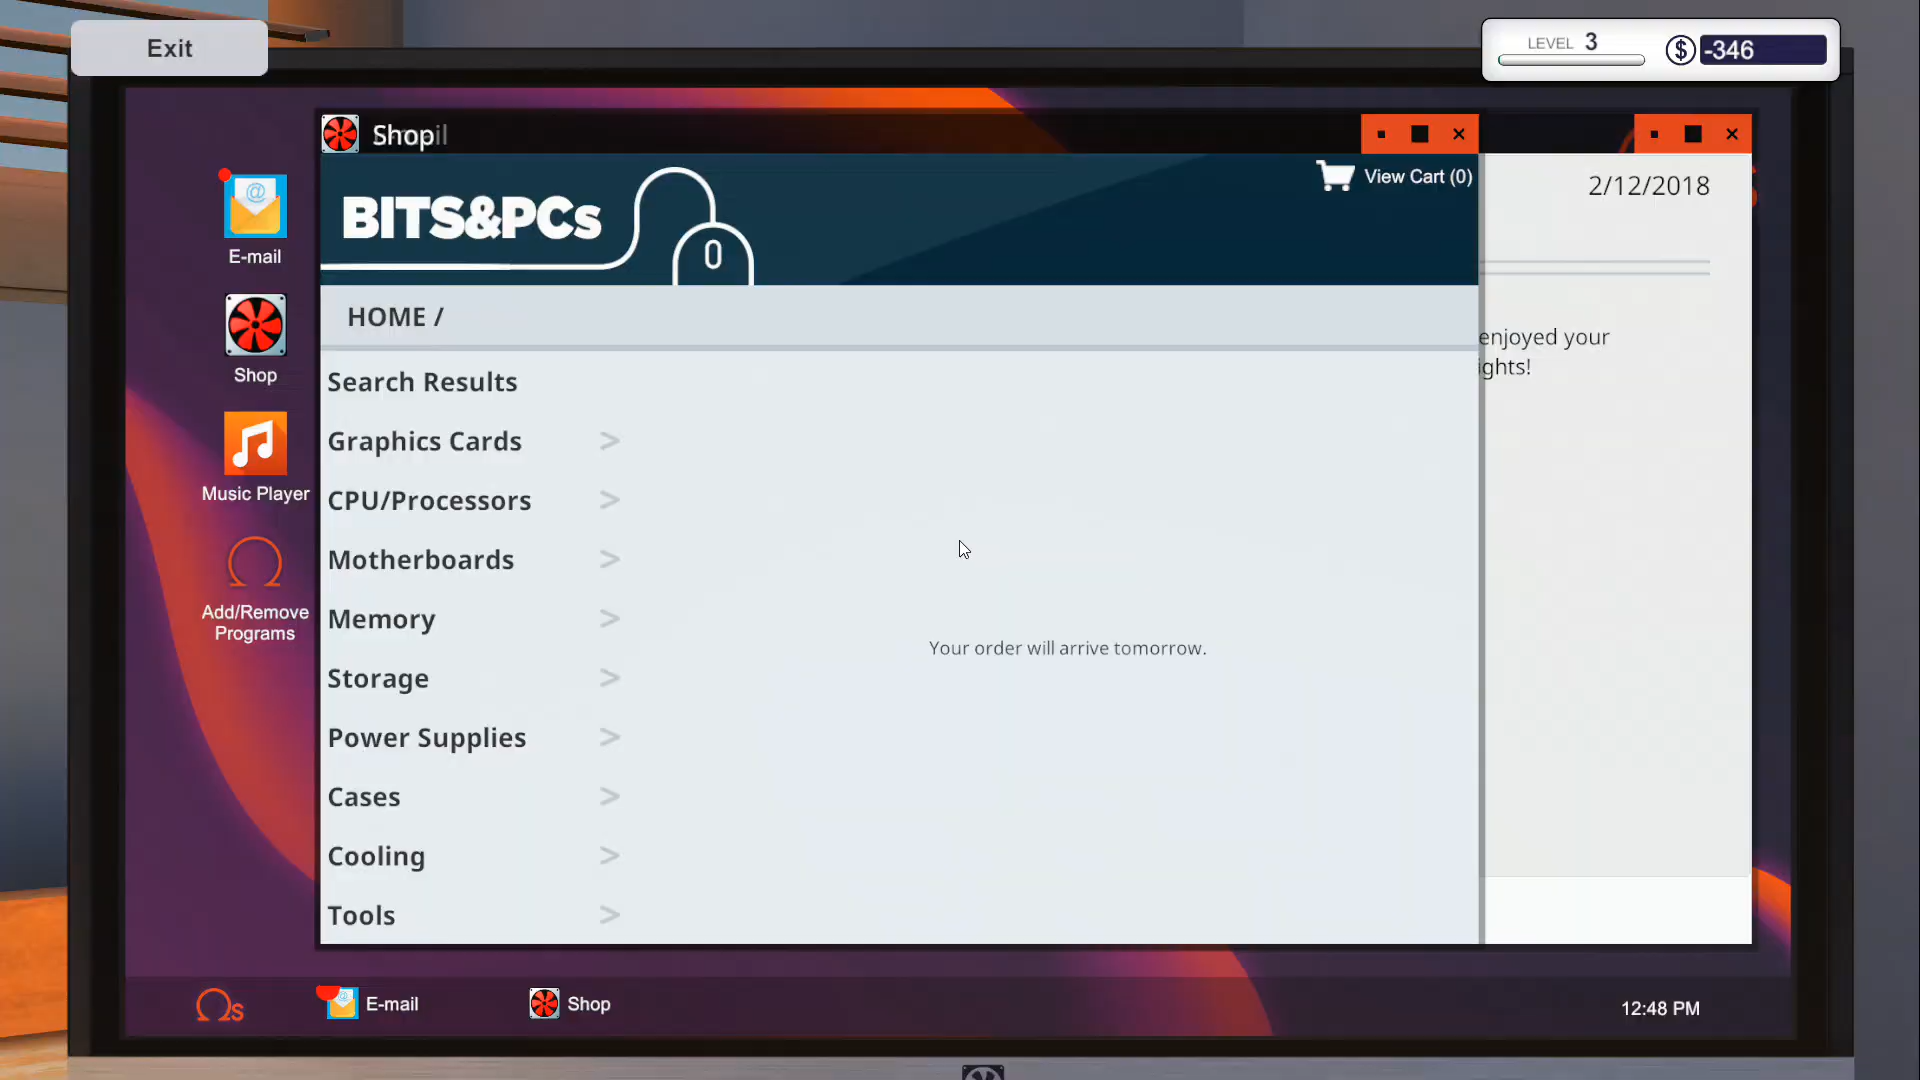 Exit
LEVEL 3
$ -346
Shop
View Cart (0)
BITS&PCs
2/12/2018
HOME /
enjoyed your
ights!
Search Results
Graphics Cards >
CPU/Processors >
Motherboards >
Memory >
Storage >
Power Supplies >
Cases >
Cooling >
Tools >
Your order will arrive tomorrow.
E-mail
Shop
Music Player
Add/Remove
Programs
Ωs
E-mail
Shop
12:48 PM